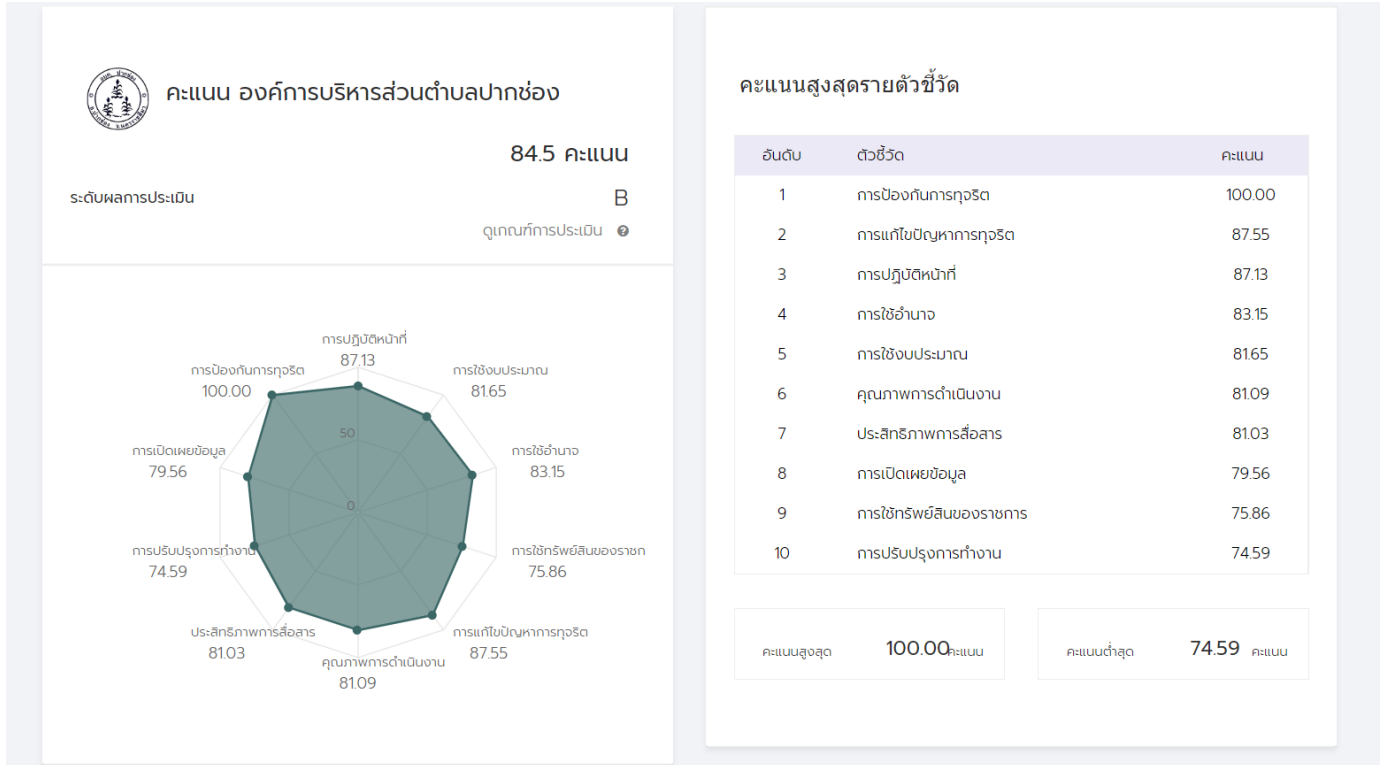 คะแนน องค์การบริหารส่วนตำบลปากช่อง
84.5 คะแนน
ระดับผลการประเมิน B
ดูเกณฑ์การประเมิน
การปฏิบัติหน้าที่
87.13
การใช้งบประมาณ
81.65
การใช้อำนาจ
83.15
การใช้ทรัพย์สินของราชก
75.86
การแก้ไขปัญหาการทุจริต
87.55
คุณภาพการดำเนินงาน
81.09
ประสิทธิภาพการสื่อสาร
81.03
การปรับปรุงการทำงาน
74.59
การเปิดเผยข้อมูล
79.56
การป้องกันการทุจริต
100.00
50
0
คะแนนสูงสุดรายตัวชี้วัด
อันดับ ตัวชี้วัด คะแนน
1 การป้องกันการทุจริต 100.00
2 การแก้ไขปัญหาการทุจริต 87.55
3 การปฏิบัติหน้าที่ 87.13
4 การใช้อำนาจ 83.15
5 การใช้งบประมาณ 81.65
6 คุณภาพการดำเนินงาน 81.09
7 ประสิทธิภาพการสื่อสาร 81.03
8 การเปิดเผยข้อมูล 79.56
9 การใช้ทรัพย์สินของราชการ 75.86
10 การปรับปรุงการทำงาน 74.59
คะแนนสูงสุด 100.00 คะแนน
คะแนนต่ำสุด 74.59 คะแนน